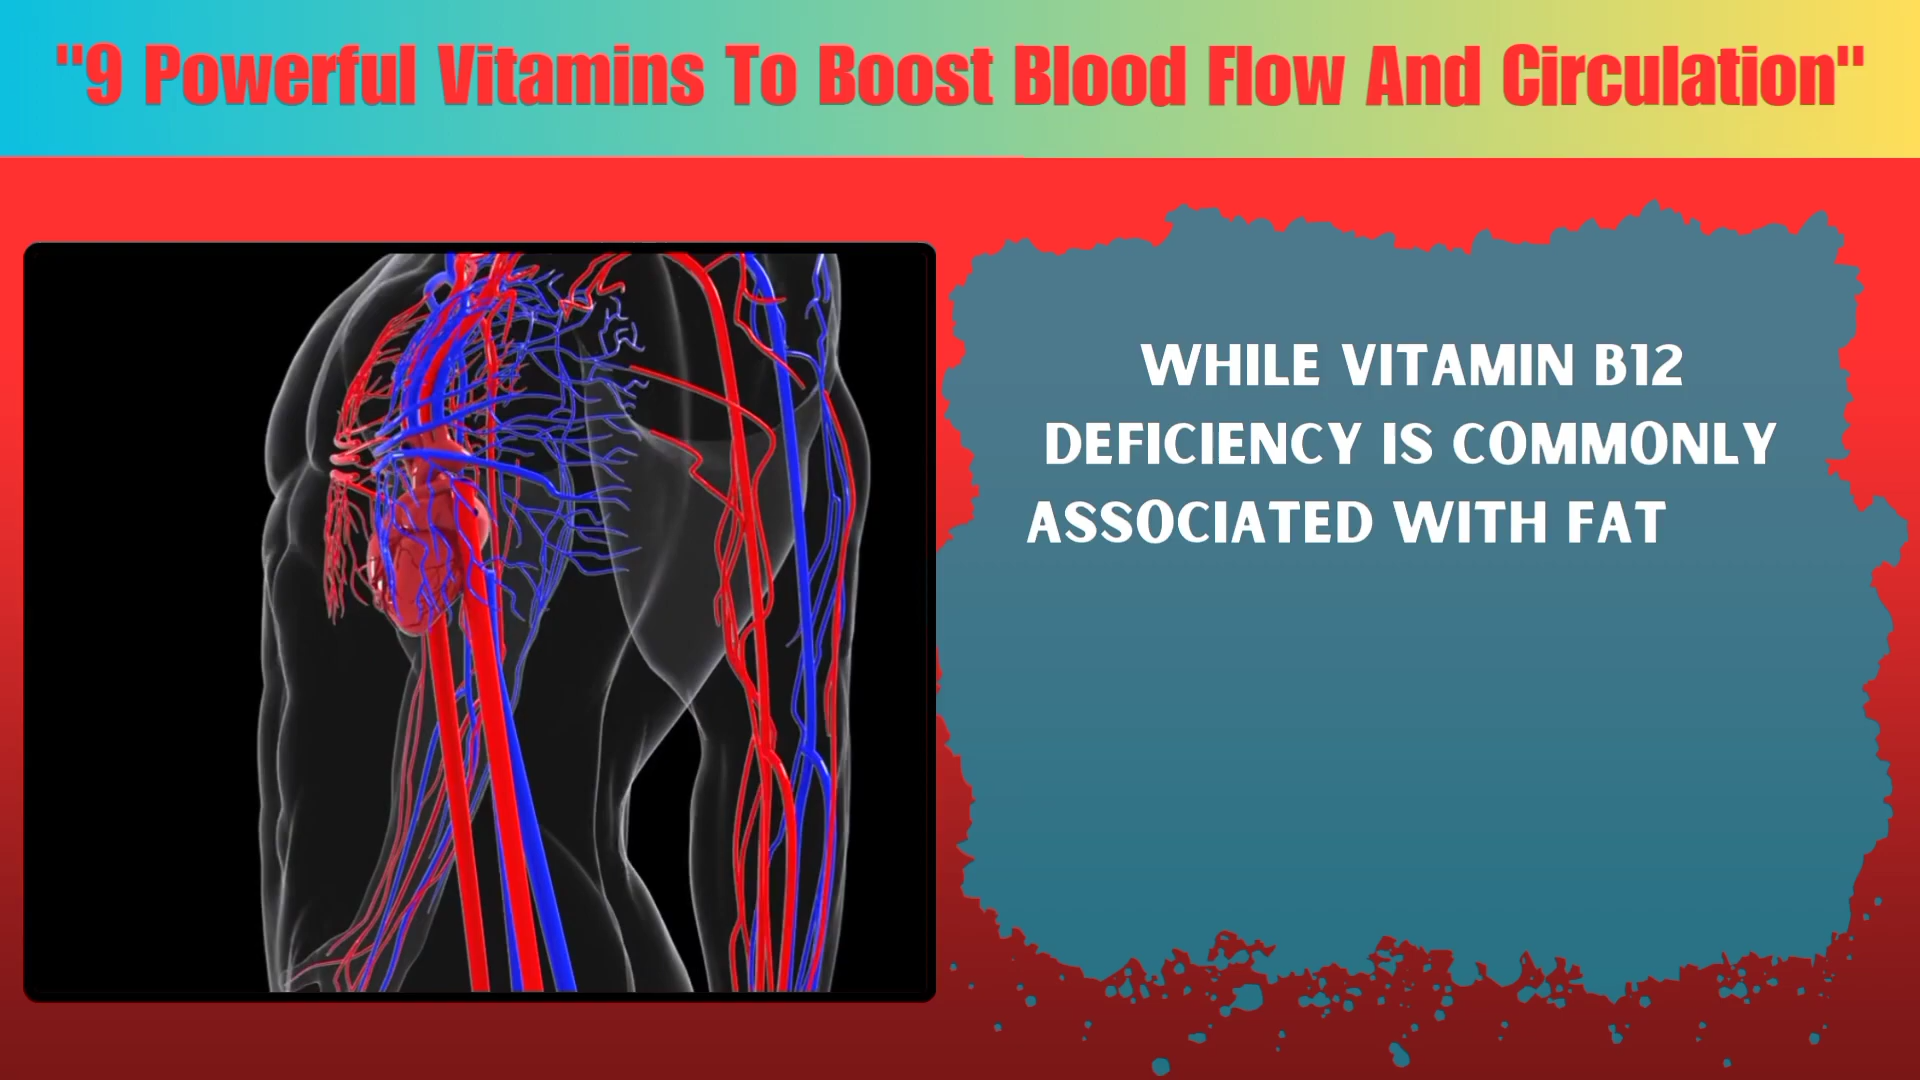 "9 Powerful Vitamins To Boost Blood Flow And Circulation"
WHILE VITAMIN B12
DEFICIENCY IS COMMONLY
ASSOCIATED WITH FAT